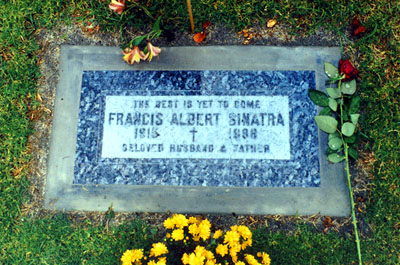 THE BEST IS YET TO COME
FRANCIS ALBERT SINATRA
1915 † 1998
BELOVED HUSBAND & FATHER